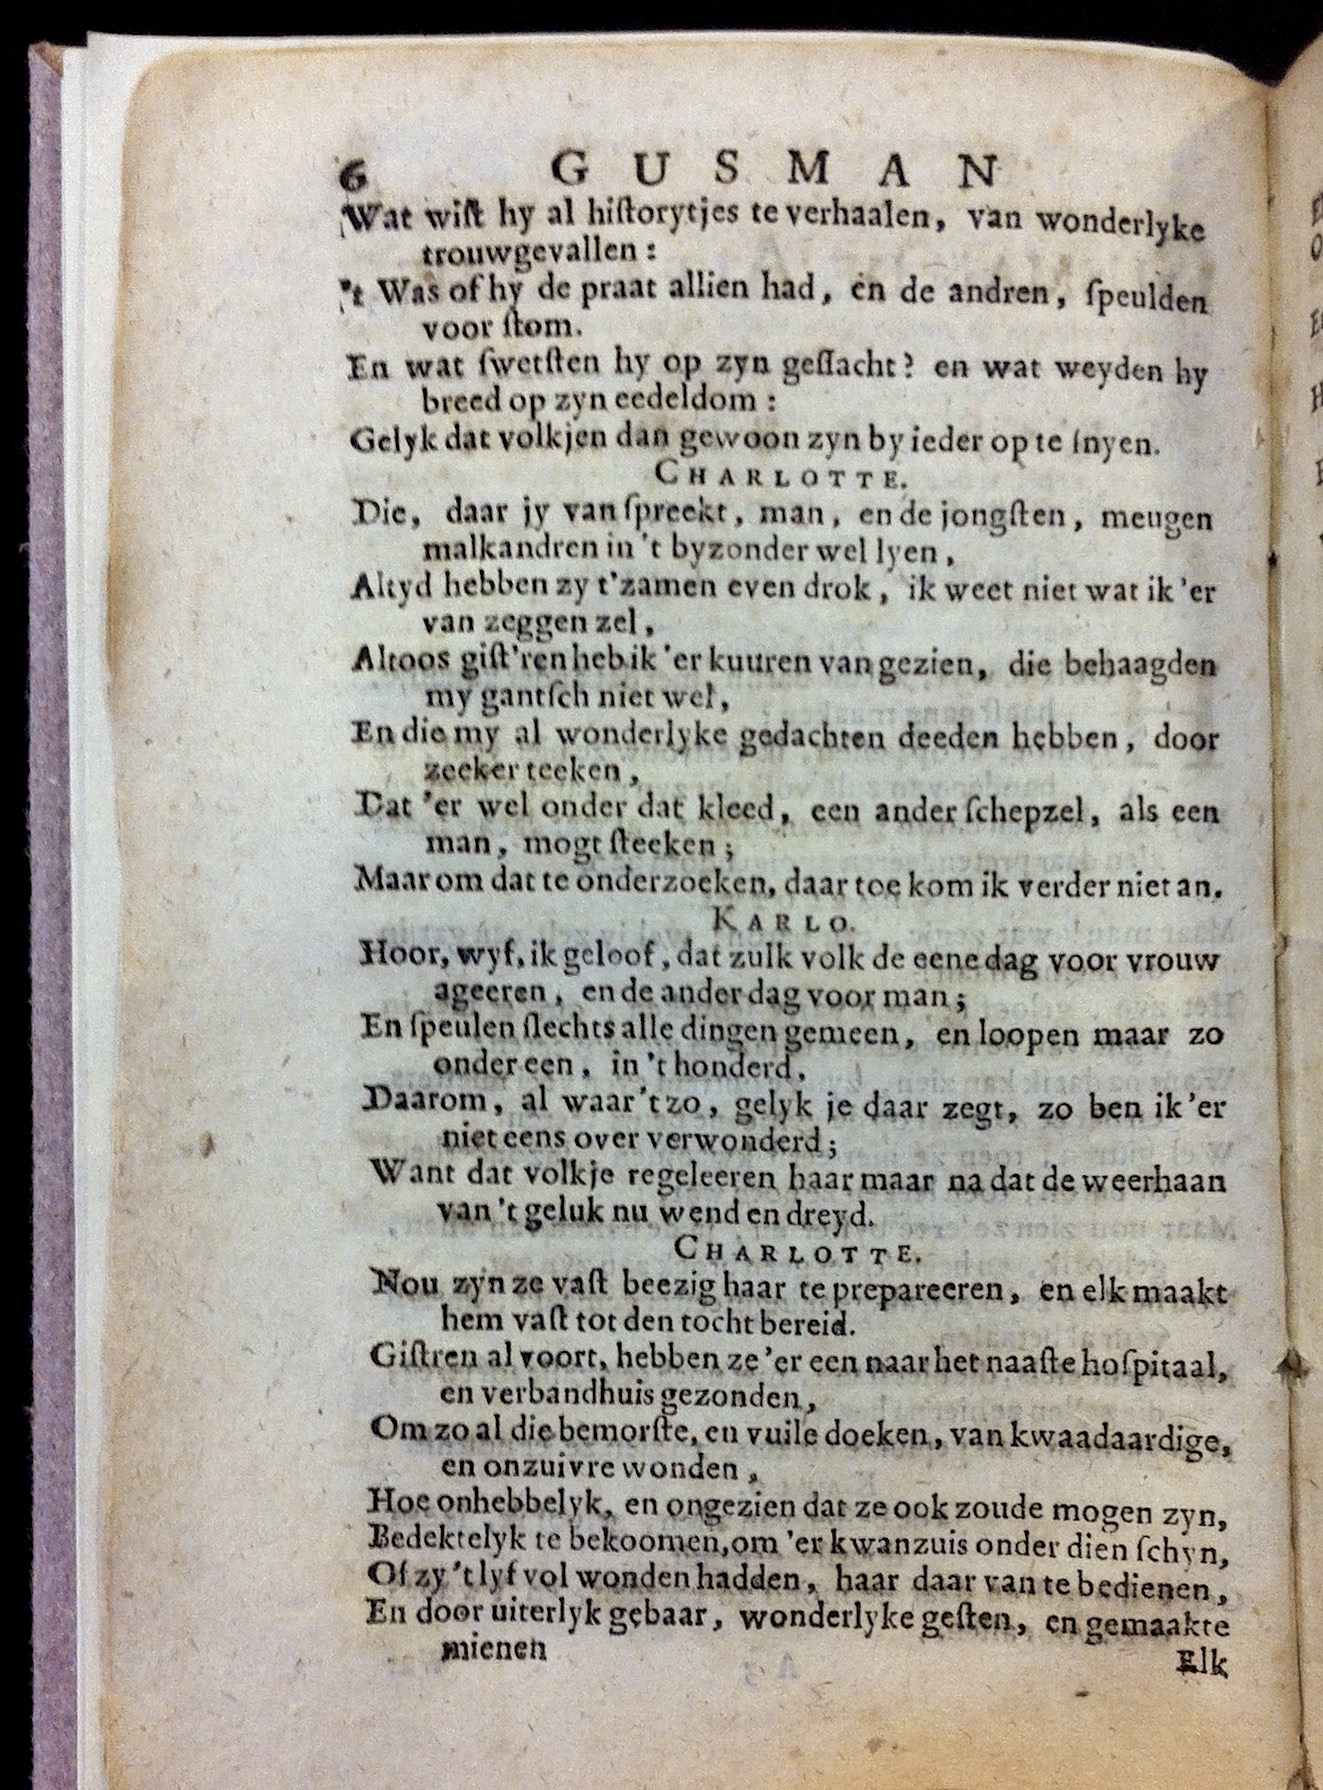 6 GUSMAN
Wat wiſt hy al hiſtorytjes te verhaalen, van wonderlyke
trouwgevallen:
't Was of hy de praat allien had, en de andren, ſpeulden
voor ſtom.
En wat ſwetſten hy op zyn geſlacht? en wat weyden hy
breed op zyn eedeldom:
Gelyk dat volkjen dan gewoon zyn by ieder op te ſnyen.
CHARLOTTE.
Die, daar jy van ſpreekt, man, en de jongſten, meugen
malkandren in 't byzonder wel lyen,
Altyd hebben zy t'zamen even drok, ik weet niet wat ik 'er
van zeggen zel,
Altoos giſt'ren heb ik 'er kuuren van gezien, die behaagden
my gantſch niet wel,
En die my al wonderlyke gedachten deeden hebben, door
zeeker teeken,
Dat 'er wel onder dat kleed, een ander ſchepzel, als een
man, mogt ſteeken;
Maar om dat te onderzoeken, daar toe kom ik verder niet an.
KARLO.
Hoor, wyf, ik geloof, dat zulk volk de eene dag voor vrouw
ageeren, en de ander dag voor man;
En ſpeulen ſlechts alle dingen gemeen, en loopen maar zo
onder een, in 't honderd.
Daarom, al waar 't zo, gelyk je daar zegt, zo ben ik 'er
niet eens over verwonderd;
Want dat volkje regeleeren haar maar na dat de weerhaan
van 't geluk nu wend en dreyd.
CHARLOTTE.
Nou zyn ze vaſt beezig haar te prepareeren, en elk maakt
hem vaſt tot den tocht bereid.
Giſtren al voort, hebben ze 'er een naar het naaſte hoſpitaal,
en verbandhuis gezonden,
Om zo al die bemorſte, en vuile doeken, van kwaadaardige,
en onzuivre wonden,
Hoe onhebbelyk, en ongezien dat ze ook zoude mogen zyn,
Bedektelyk te bekoomen, om 'er kwanzuis onder dien ſchyn,
Of zy 't lyf vol wonden hadden, haar daar van te bedienen,
En door uiterlyk gebaar, wonderlyke geſten, en gemaakte
mienen
Elk